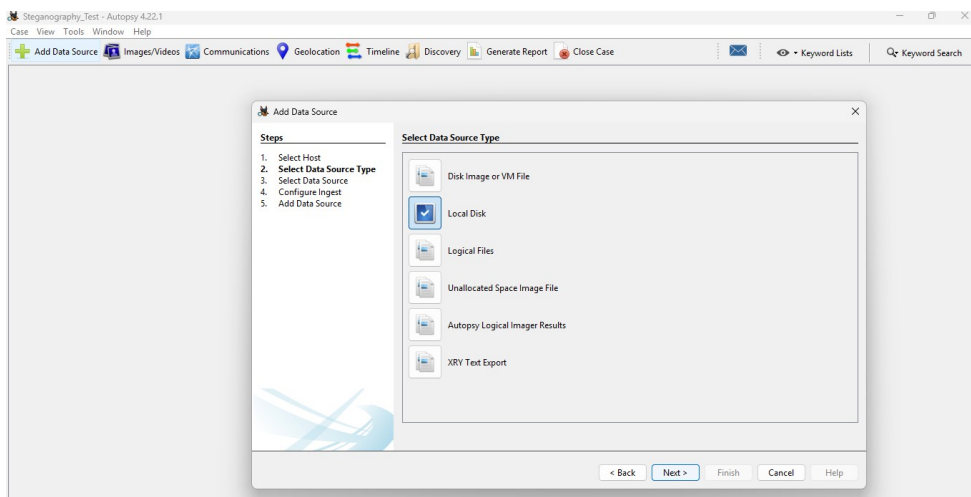 Steganography_Test - Autopsy 4.22.1
Case View Tools Window Help
Add Data Source Images/Videos Communications Geolocation Timeline Discovery Generate Report Close Case Keyword Lists Keyword Search
Add Data Source
Steps
1. Select Host
2. Select Data Source Type
3. Select Data Source
4. Configure Ingest
5. Add Data Source
Select Data Source Type
Disk Image or VM File
Local Disk
Logical Files
Unallocated Space Image File
Autopsy Logical Imager Results
XRY Text Export
< Back Next > Finish Cancel Help